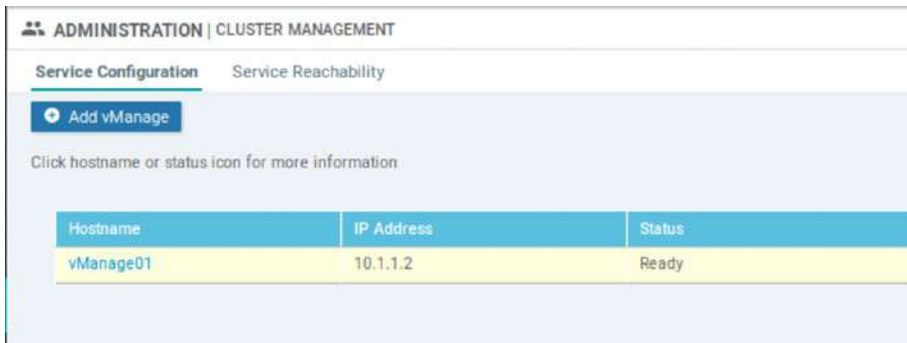 ADMINISTRATION | CLUSTER MANAGEMENT
Service Configuration Service Reachability
Add vManage
Click hostname or status icon for more information
Hostname IP Address Status
vManage01 10.1.1.2 Ready